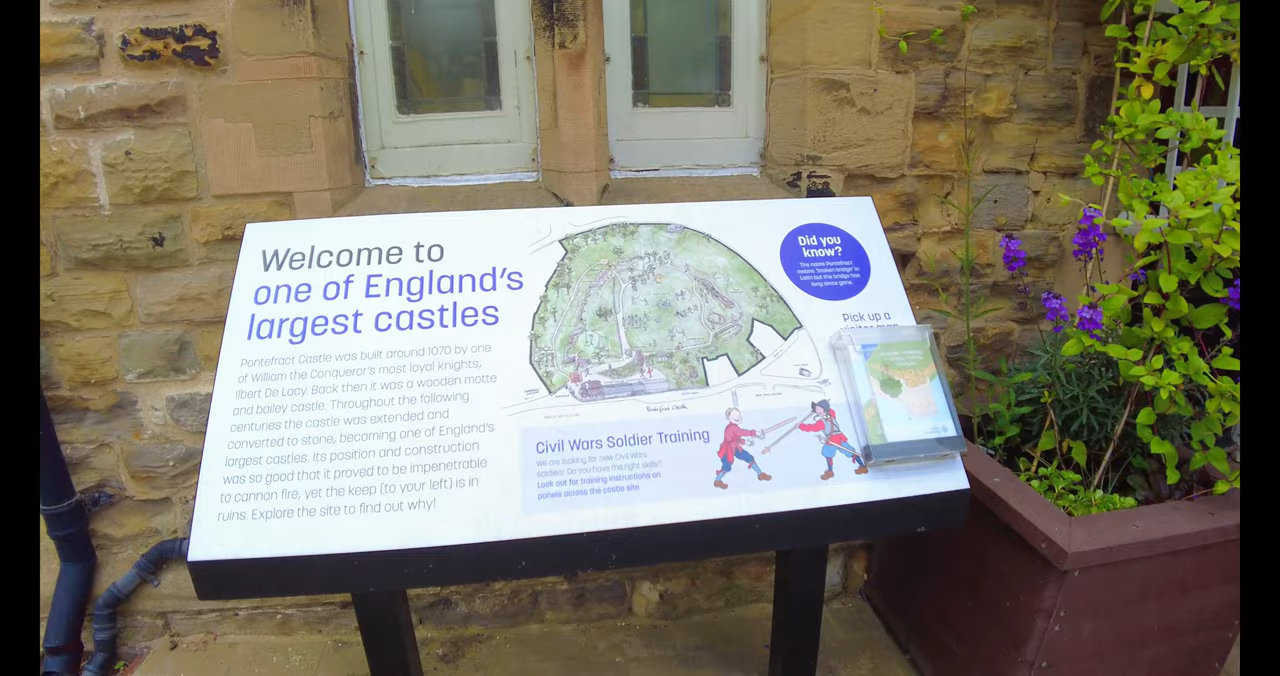 Welcome to
one of England's
largest castles
Pontefract Castle was built around 1070 by one
of William the Conqueror's most loyal knights,
Ilbert De Lacy. Back then it was a wooden motte
and bailey castle. Throughout the following
centuries the castle was extended and
converted to stone, becoming one of England's
largest castles. Its position and construction
was so good that it proved to be impenetrable
to cannon fire, yet the keep (to your left) is in
ruins. Explore the site to find out why!
Did you
know?
The name Pontefract
means 'broken bridge' in
Latin but the bridge has
long since gone.
Pick up a
visitor map
Pontefract Castle
Civil Wars Soldier Training
We are looking for new Civil Wars
soldiers. Do you have the right skills?
Look out for training instructions on
panels across the castle site